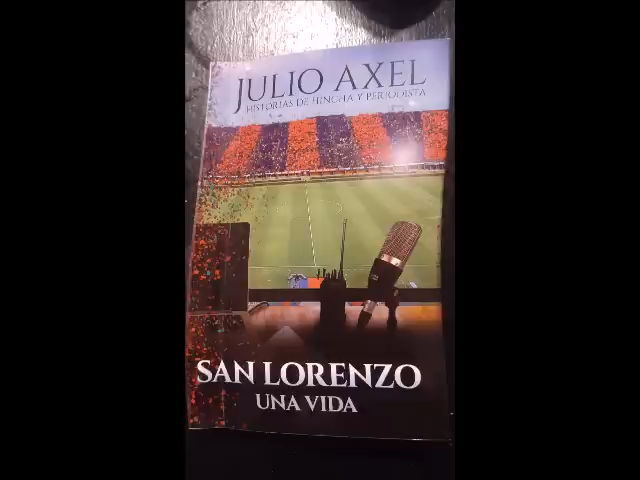 JULIO AXEL
HISTORIAS DE HINCHA Y PERIODISTA
SAN LORENZO
UNA VIDA